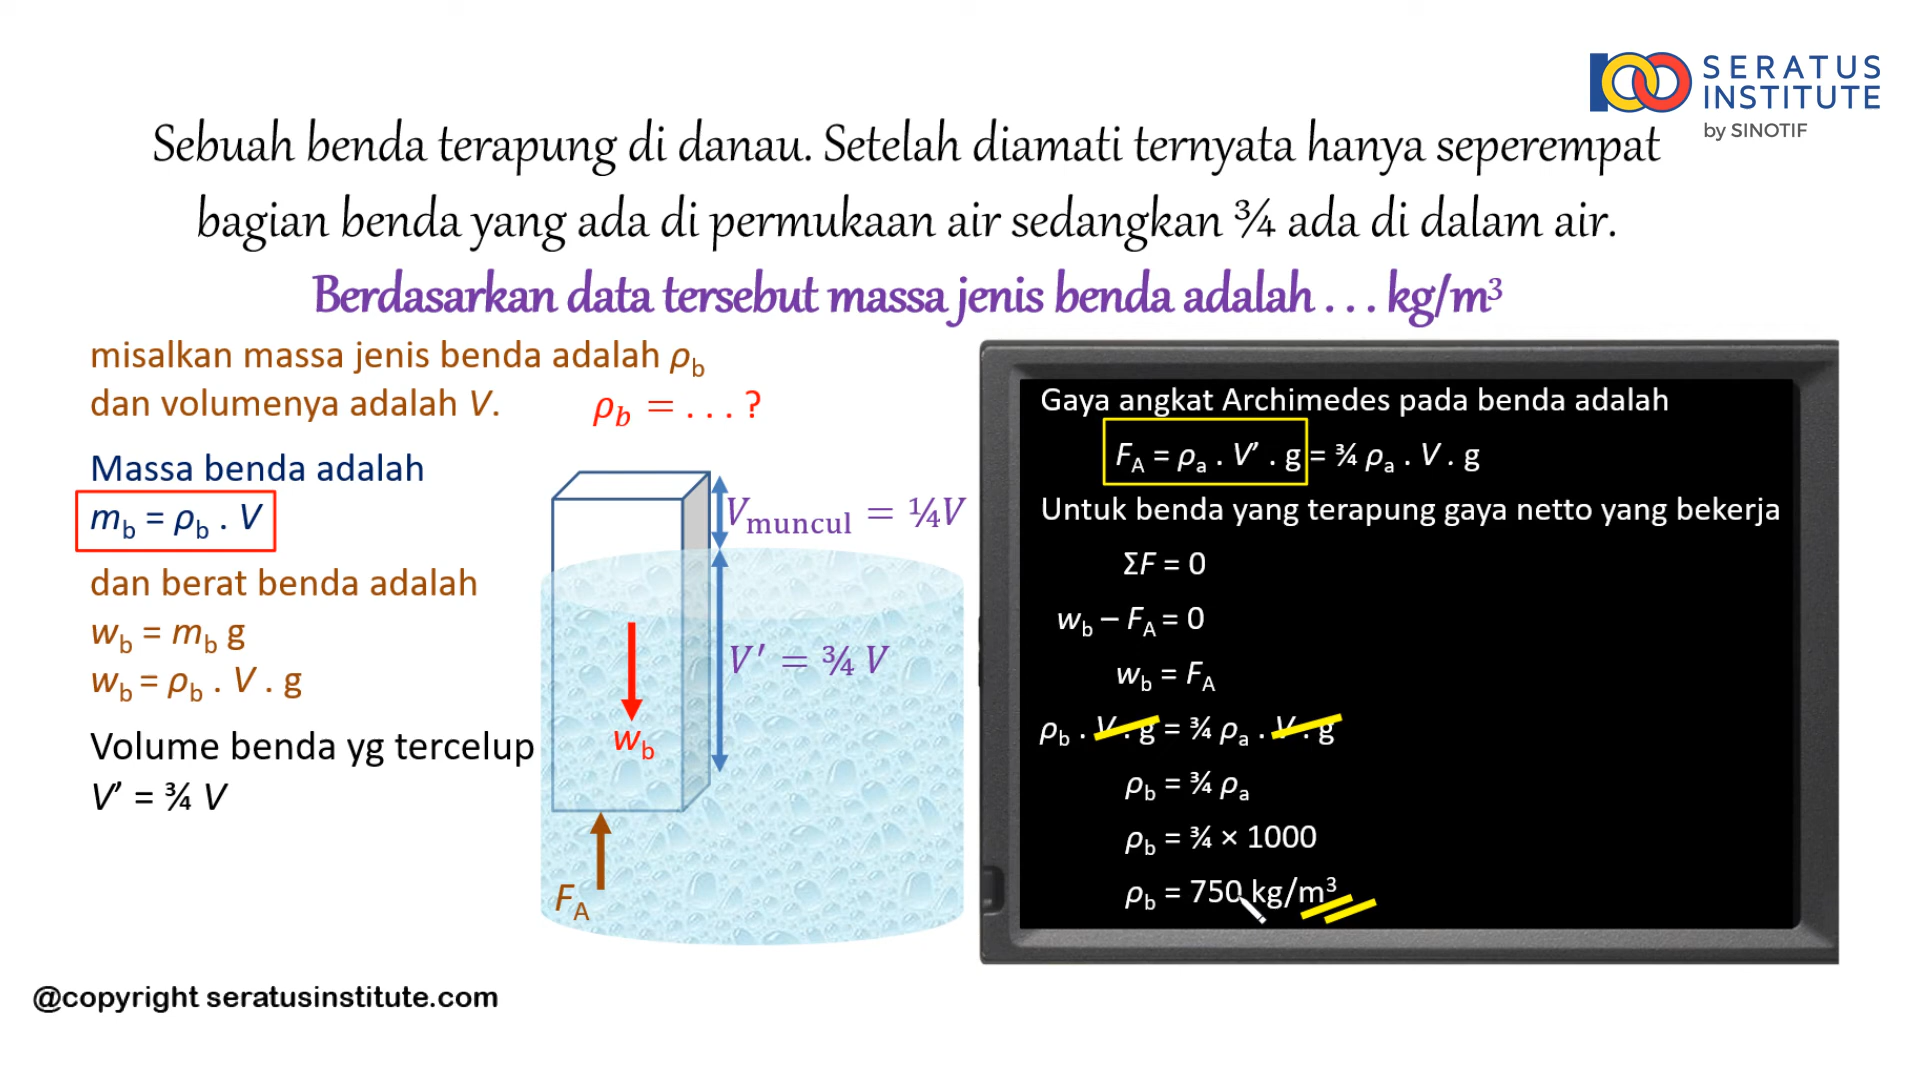 SERATUS
INSTITUTE
by SINOTIF
Sebuah benda terapung di danau. Setelah diamati ternyata hanya seperempat
bagian benda yang ada di permukaan air sedangkan ¾ ada di dalam air.
Berdasarkan data tersebut massa jenis benda adalah . . . kg/m³
misalkan massa jenis benda adalah ρb
dan volumenya adalah V.
ρb = . . . ?
Massa benda adalah
mb = ρb . V
dan berat benda adalah
wb = mb g
wb = ρb . V . g
Volume benda yg tercelup
V’ = ¾ V
Vmuncul = ¼V
V′ = ¾ V
wb
FA
Gaya angkat Archimedes pada benda adalah
FA = ρa . V’ . g = ¾ ρa . V . g
Untuk benda yang terapung gaya netto yang bekerja
ΣF = 0
wb – FA = 0
wb = FA
ρb . V . g = ¾ ρa . V . g
ρb = ¾ ρa
ρb = ¾ × 1000
ρb = 750 kg/m³
@copyright seratusinstitute.com